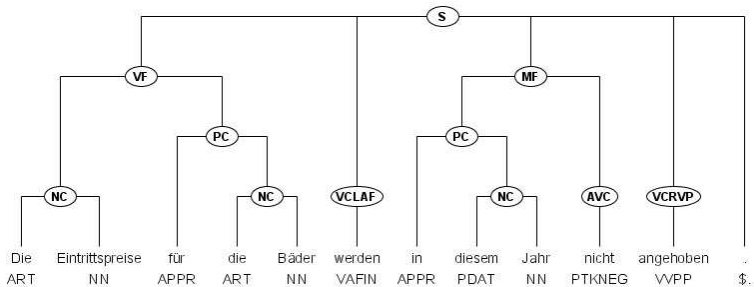 S
VF MF
PC PC
NC NC VCLAF NC AVC VCRVP
Die Eintrittspreise für die Bäder werden in diesem Jahr nicht angehoben .
ART NN APPR ART NN VAFIN APPR PDAT NN PTKNEG VVPP $.